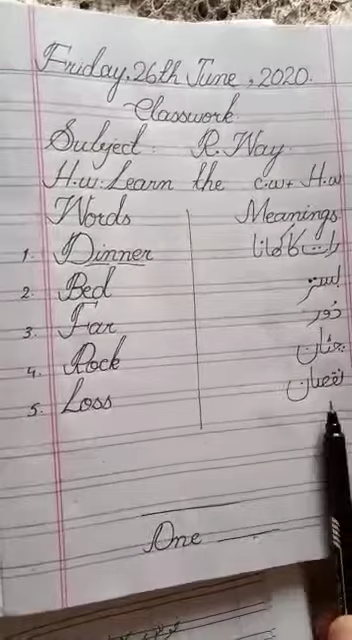 Friday, 26th June, 2020.
Classwork
Subject: R. Way
H.w: Learn the c.w + H.w
Words Meanings
1. Dinner رات کا کھانا
2. Bed بستر
3. Far دور
4. Rock چٹان
5. Loss نقصان
One